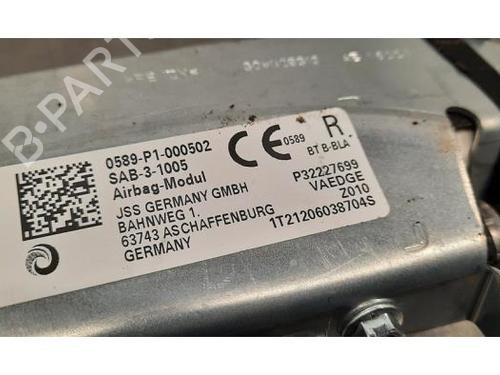 B-PARTS
0589-P1-000502
SAB-3-1005
Airbag-Modul
JSS GERMANY GMBH
BAHNWEG 1.
63743 ASCHAFFENBURG
GERMANY
CE 0589
R
BT B-BLA
P32227699
VAEDGE
Z010
1T21206038704S